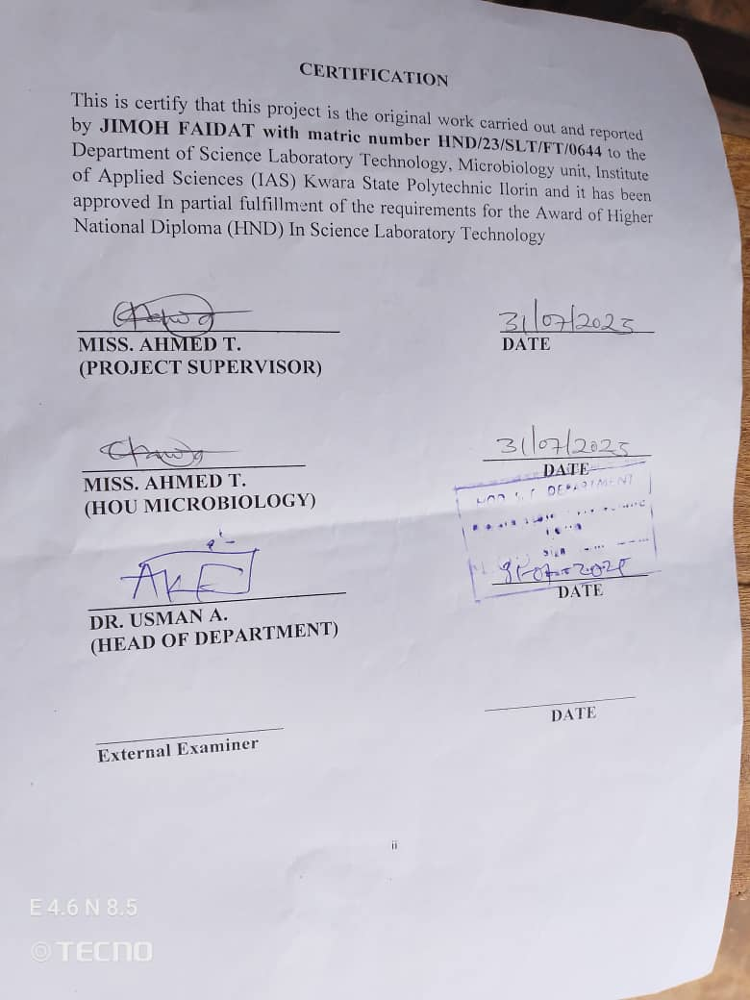 CERTIFICATION
This is certify that this project is the original work carried out and reported
by JIMOH FAIDAT with matric number HND/23/SLT/FT/0644 to the
Department of Science Laboratory Technology, Microbiology unit, Institute
of Applied Sciences (IAS) Kwara State Polytechnic Ilorin and it has been
approved In partial fulfillment of the requirements for the Award of Higher
National Diploma (HND) In Science Laboratory Technology
31/07/2025
MISS. AHMED T.
DATE
(PROJECT SUPERVISOR)
31/07/2025
MISS. AHMED T.
DATE
(HOU MICROBIOLOGY)
DEPARTMENT
DR. USMAN A.
DATE
(HEAD OF DEPARTMENT)
External Examiner
DATE
ii
E 4.6 N 8.5
TECNO